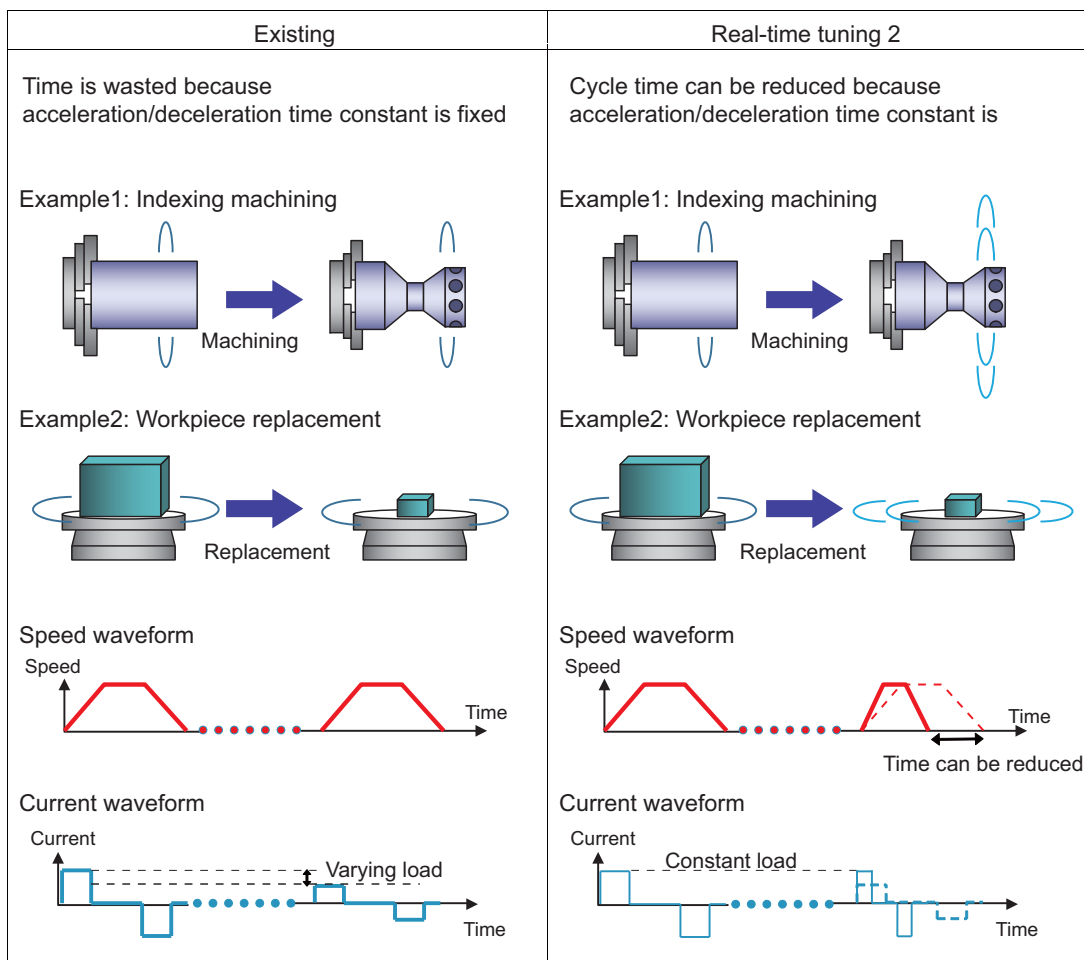 Existing
Real-time tuning 2
Time is wasted because
acceleration/deceleration time constant is fixed
Cycle time can be reduced because
acceleration/deceleration time constant is
Example1: Indexing machining
Machining
Example1: Indexing machining
Machining
Example2: Workpiece replacement
Replacement
Example2: Workpiece replacement
Replacement
Speed waveform
Speed
Time
Speed waveform
Speed
Time
Time can be reduced
Current waveform
Current
Varying load
Time
Current waveform
Current
Constant load
Time